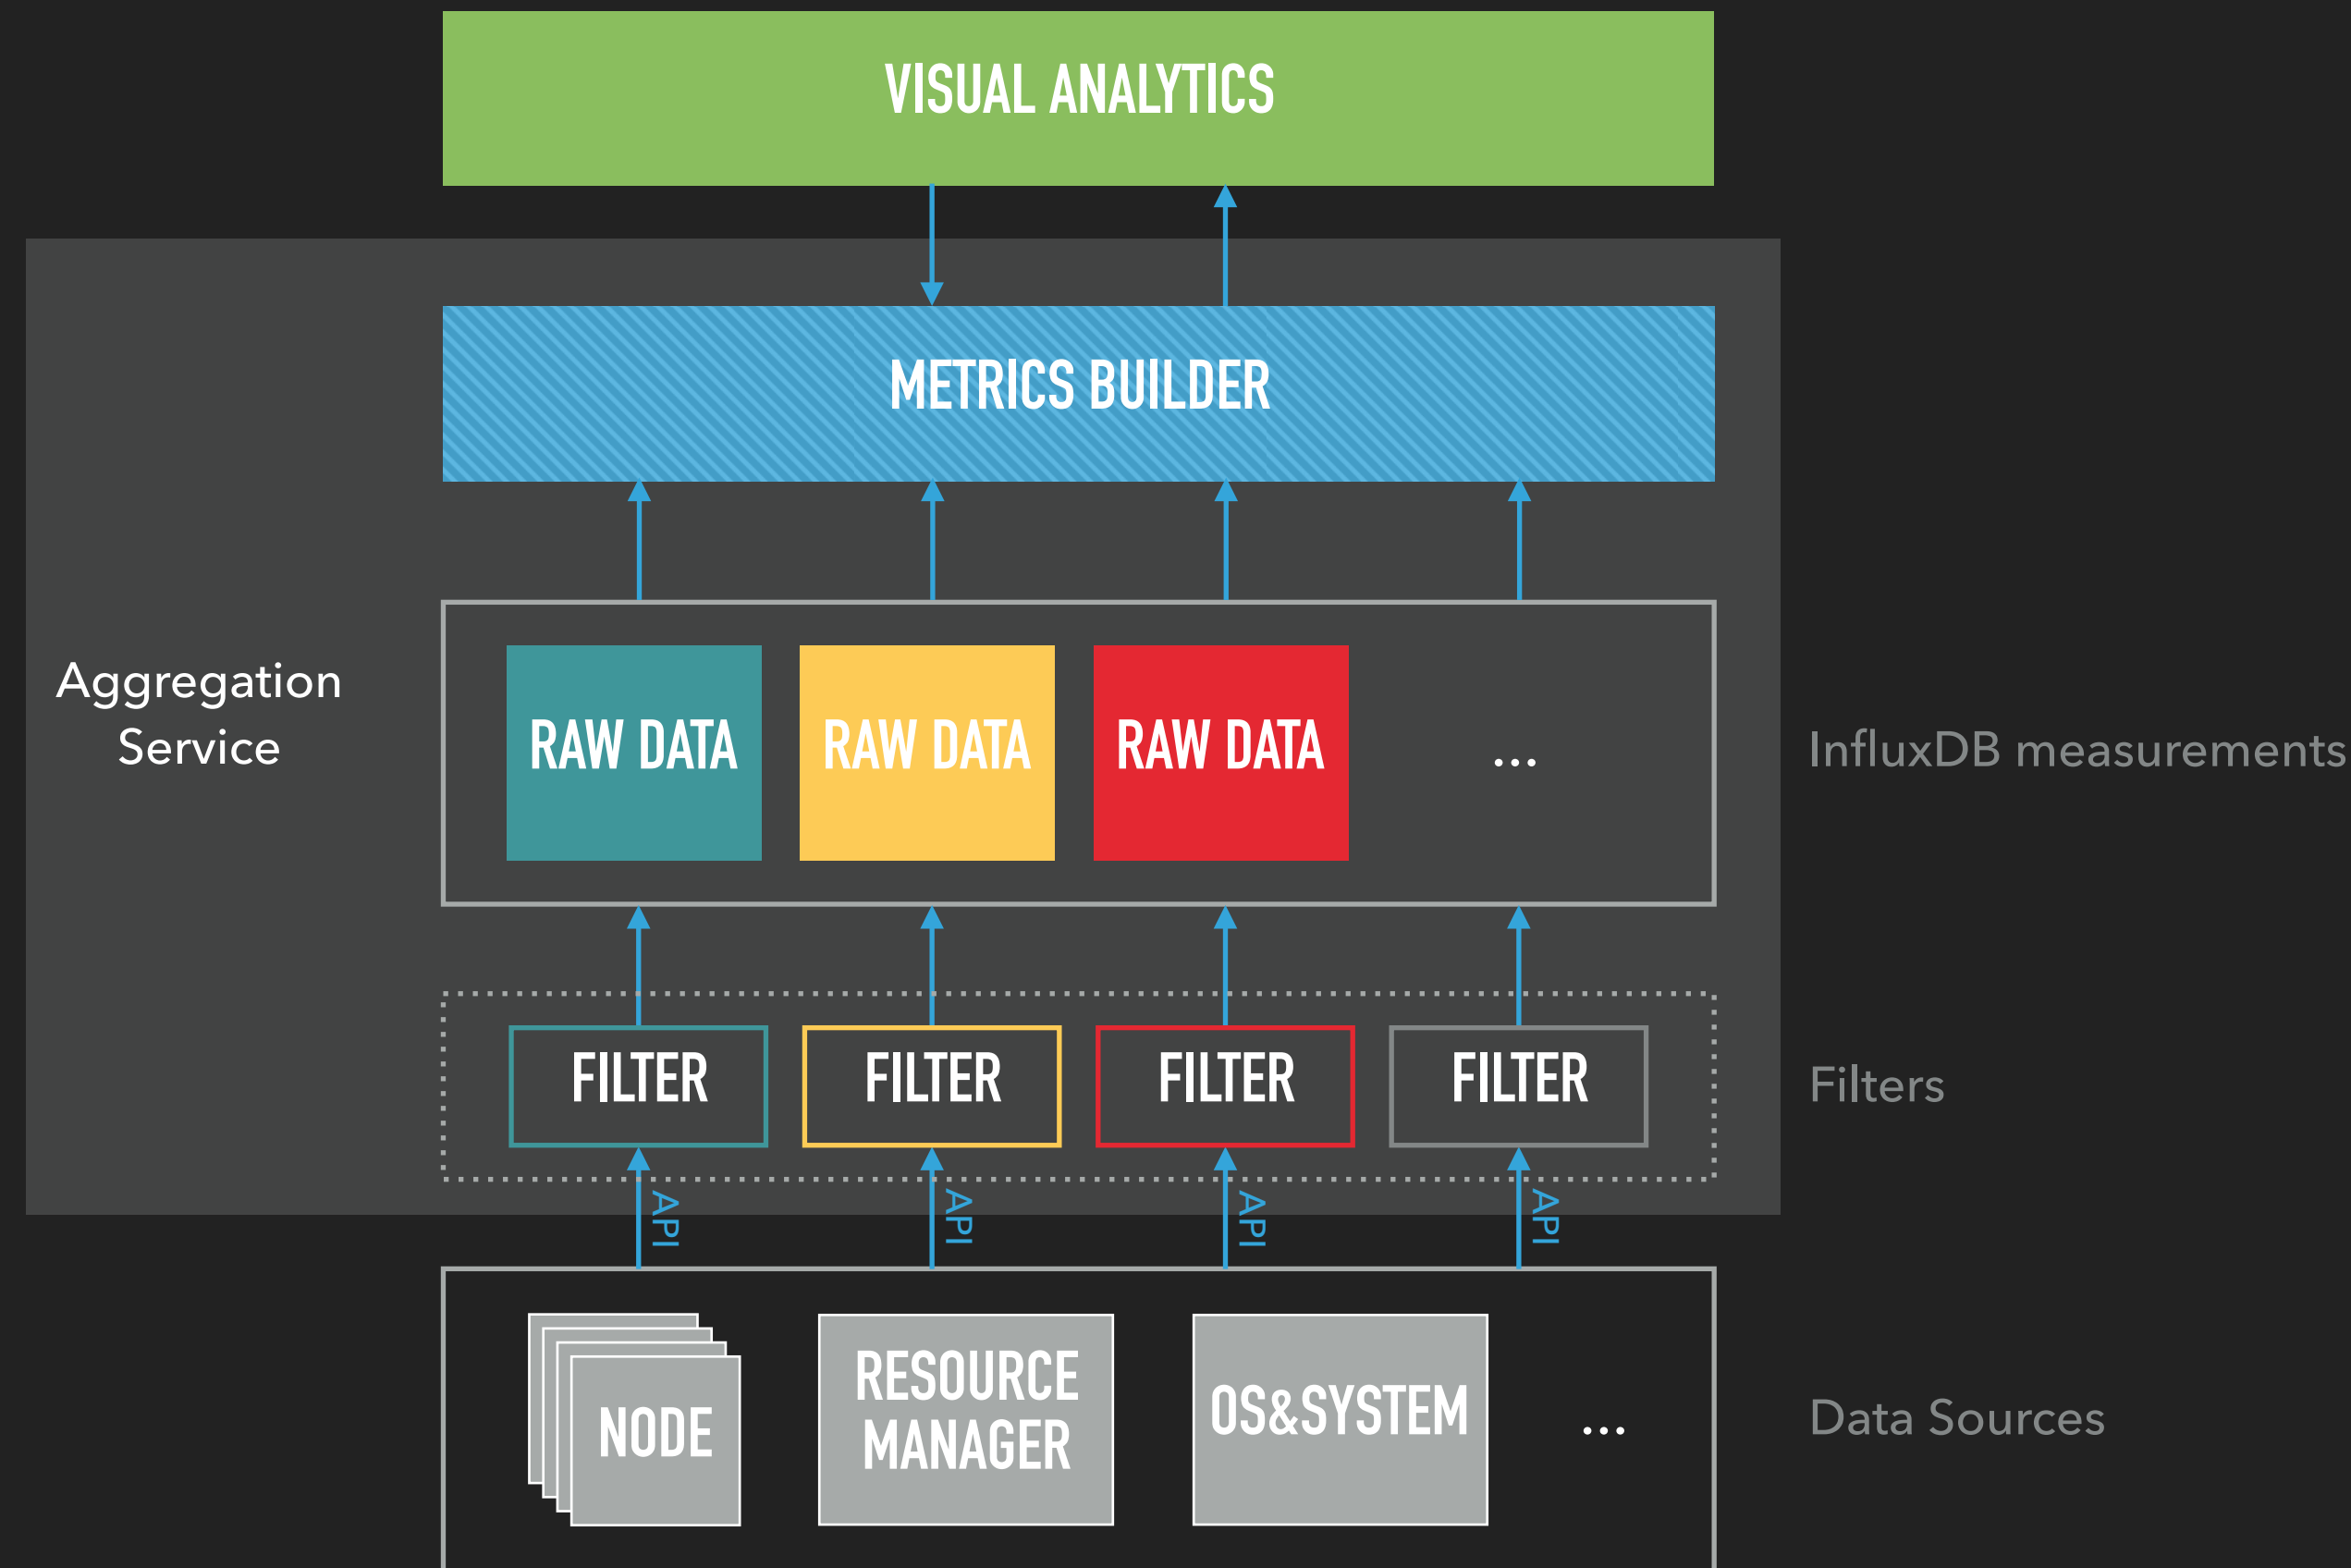 VISUAL ANALYTICS
METRICS BUILDER
Aggregation
Service
RAW DATA
RAW DATA
RAW DATA
...
InfluxDB measurements
FILTER
FILTER
FILTER
FILTER
Filters
API
API
API
API
NODE
RESOURCE
MANAGER
OS&SYSTEM
...
Data Sources